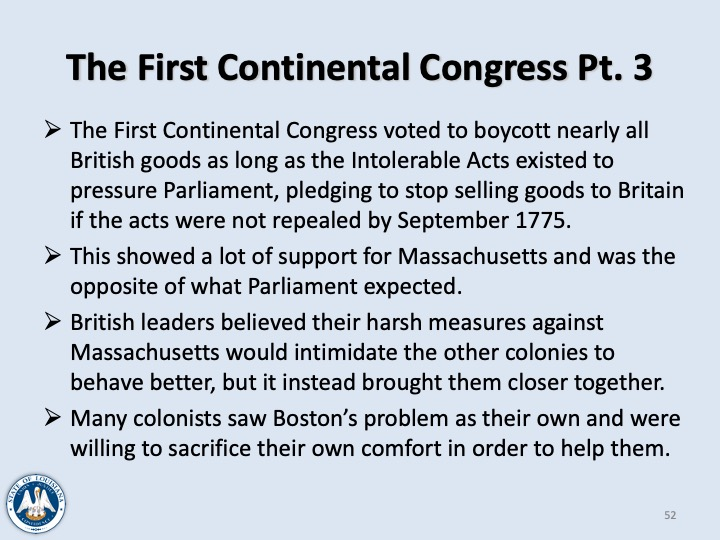 The First Continental Congress Pt. 3
➢ The First Continental Congress voted to boycott nearly all
British goods as long as the Intolerable Acts existed to
pressure Parliament, pledging to stop selling goods to Britain
if the acts were not repealed by September 1775.
➢ This showed a lot of support for Massachusetts and was the
opposite of what Parliament expected.
➢ British leaders believed their harsh measures against
Massachusetts would intimidate the other colonies to
behave better, but it instead brought them closer together.
➢ Many colonists saw Boston’s problem as their own and were
willing to sacrifice their own comfort in order to help them.
STATE OF LOUISIANA
CONFIDENCE
52